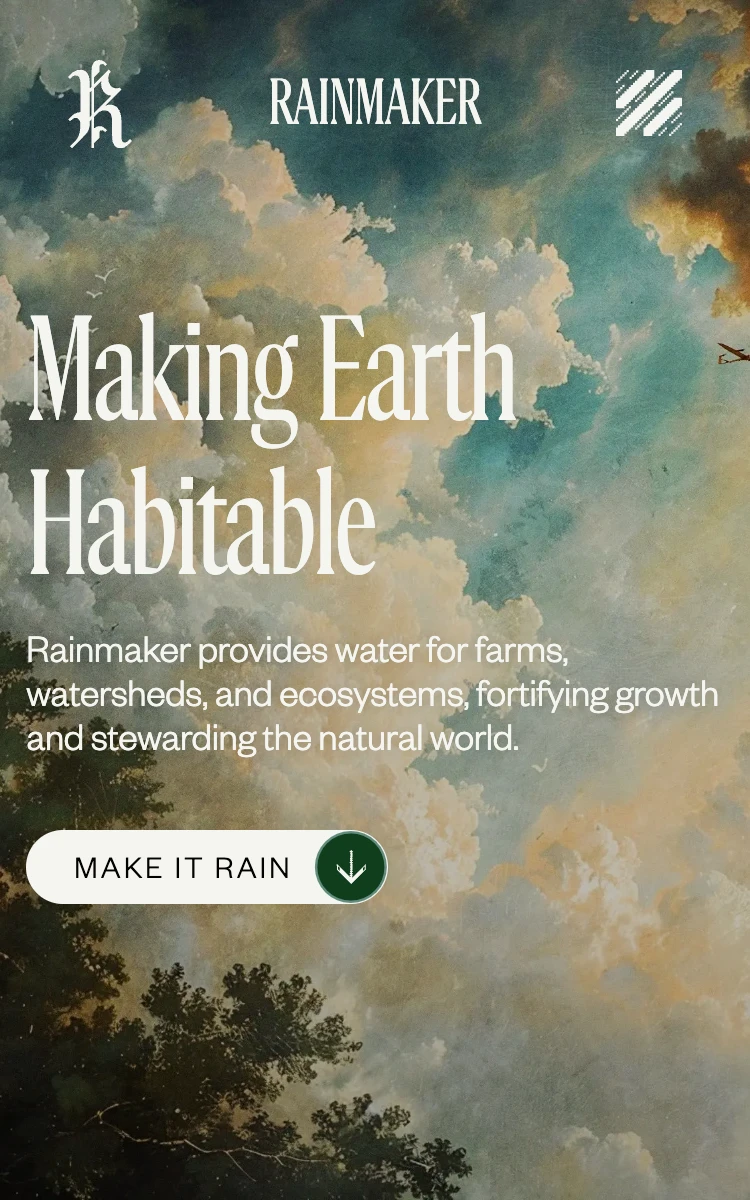 R
RAINMAKER
Making Earth
Habitable
Rainmaker provides water for farms,
watersheds, and ecosystems, fortifying growth
and stewarding the natural world.
MAKE IT RAIN